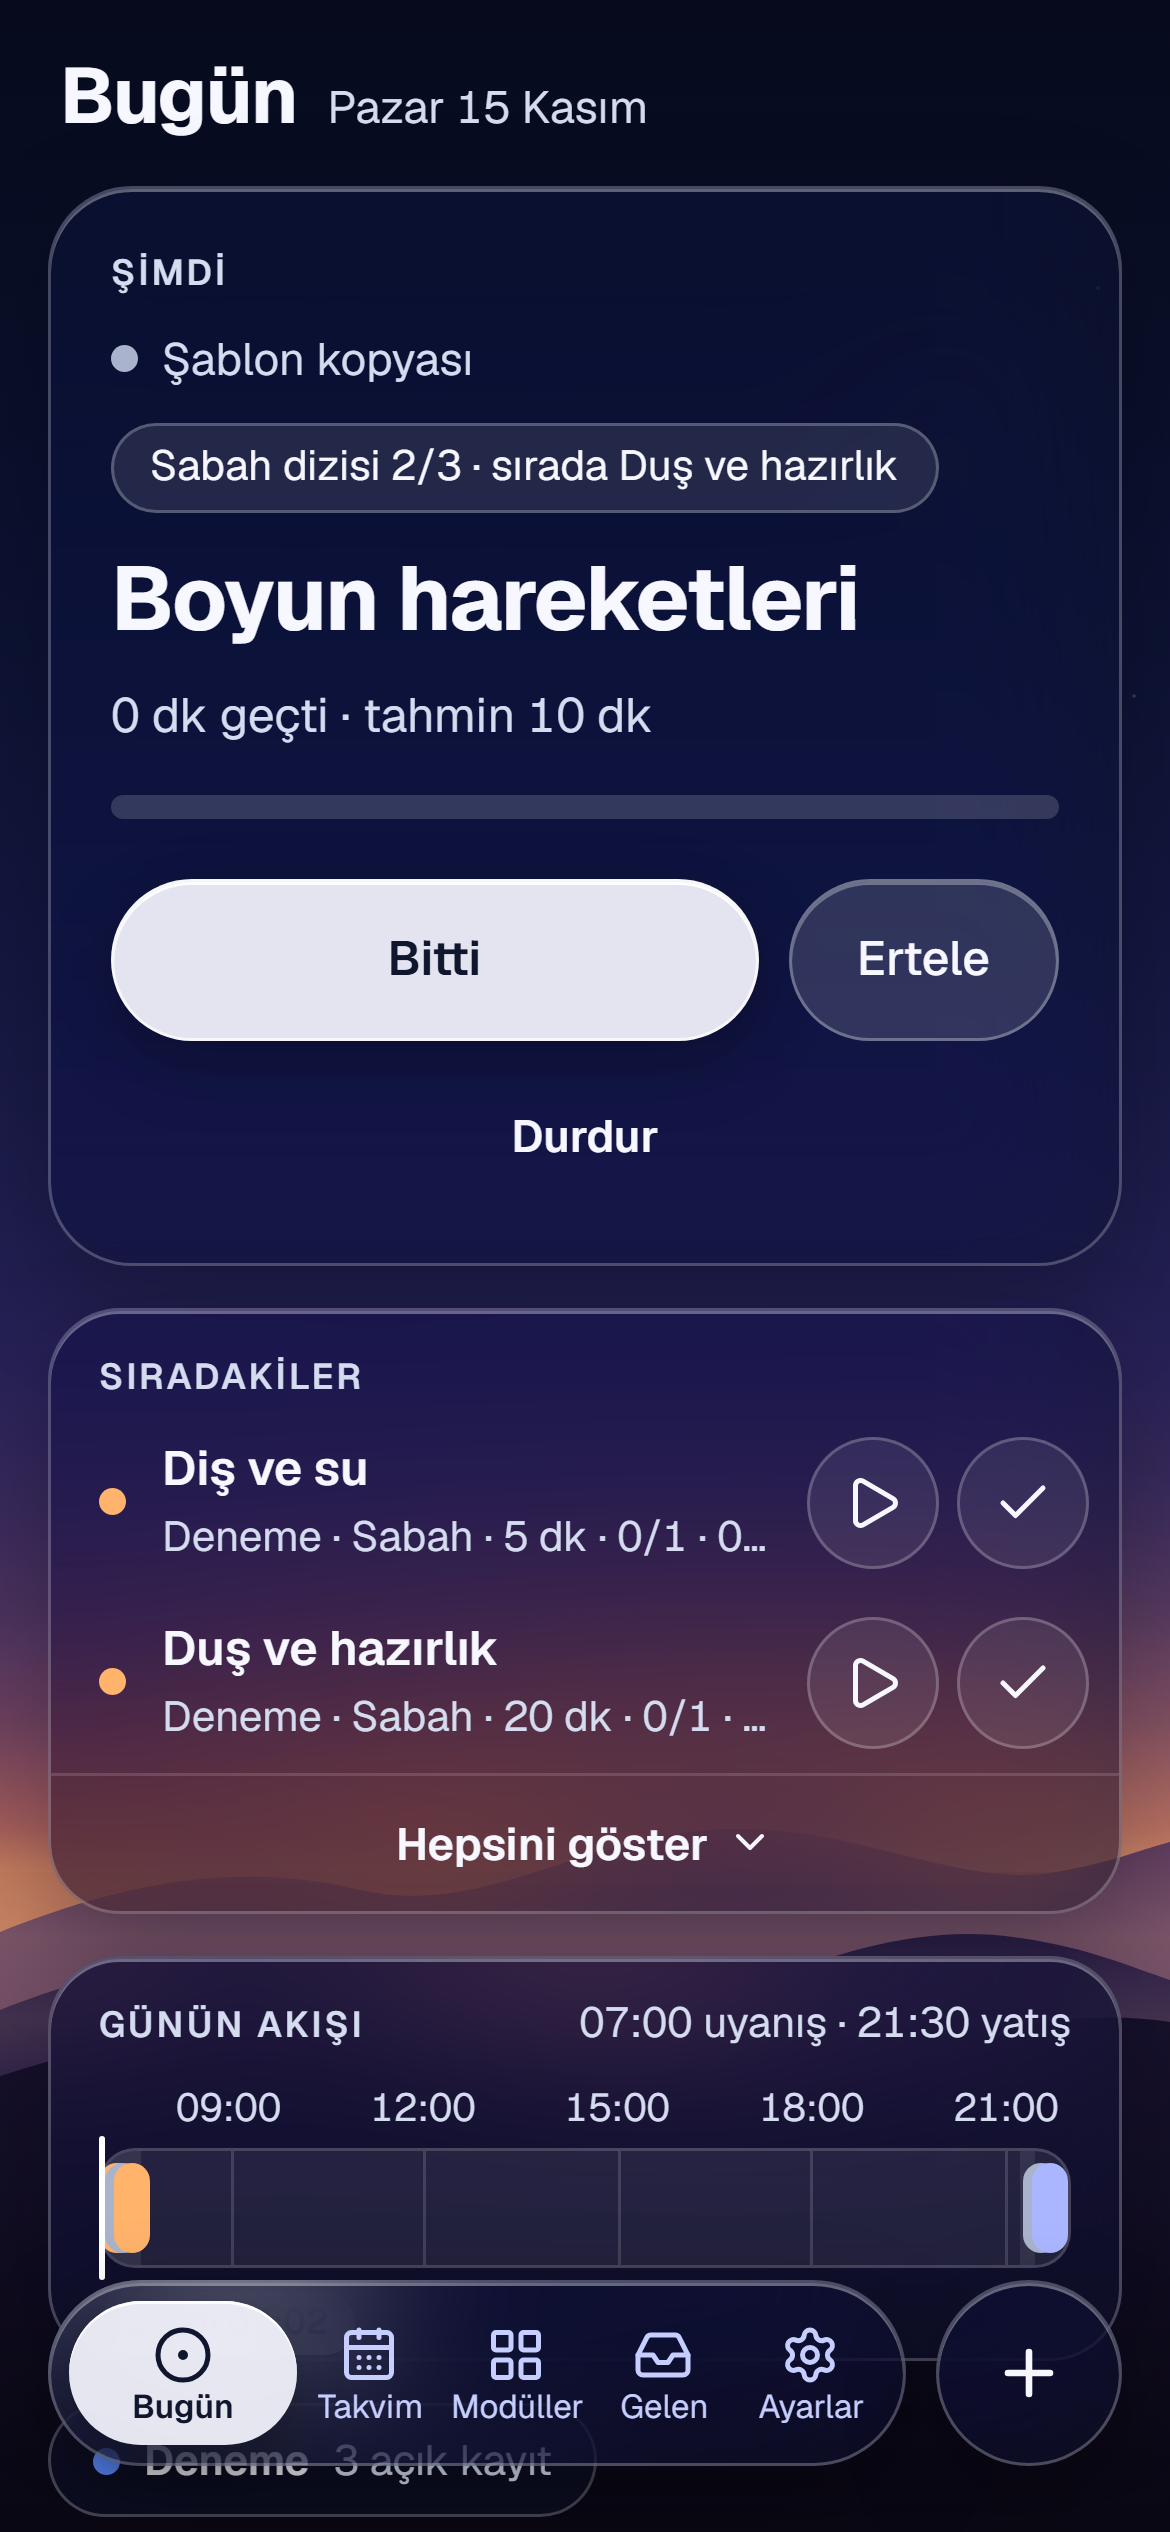 Bugün Pazar 15 Kasım
ŞİMDİ
Şablon kopyası
Sabah dizisi 2/3 · sırada Duş ve hazırlık
Boyun hareketleri
0 dk geçti · tahmin 10 dk
Bitti
Ertele
Durdur
SIRADAKİLER
Diş ve su
Deneme · Sabah · 5 dk · 0/1 · 0...
Duş ve hazırlık
Deneme · Sabah · 20 dk · 0/1 · ...
Hepsini göster
GÜNÜN AKIŞI
07:00 uyanış · 21:30 yatış
09:00 12:00 15:00 18:00 21:00
Bugün Takvim Modüller Gelen Ayarlar
Deneme 3 açık kayıt